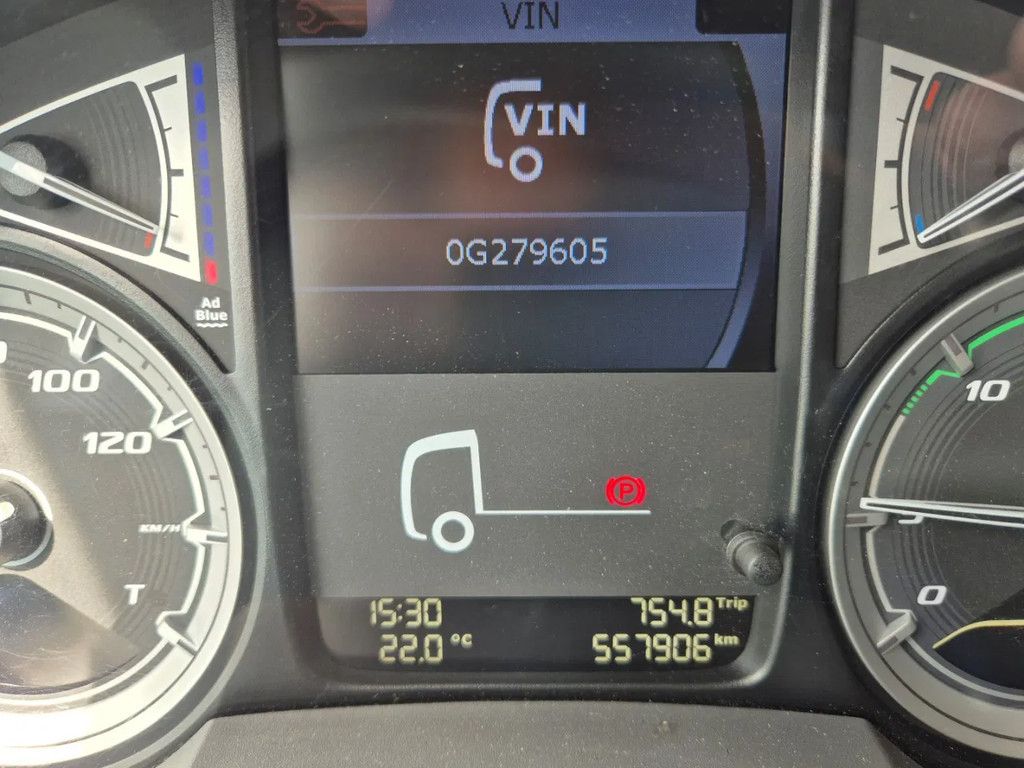 VIN
VIN
0G279605
Ad
Blue
100
120
KM/H
T
P
10
0
15:30
754.8 Trip
22.0 °C
557906 km